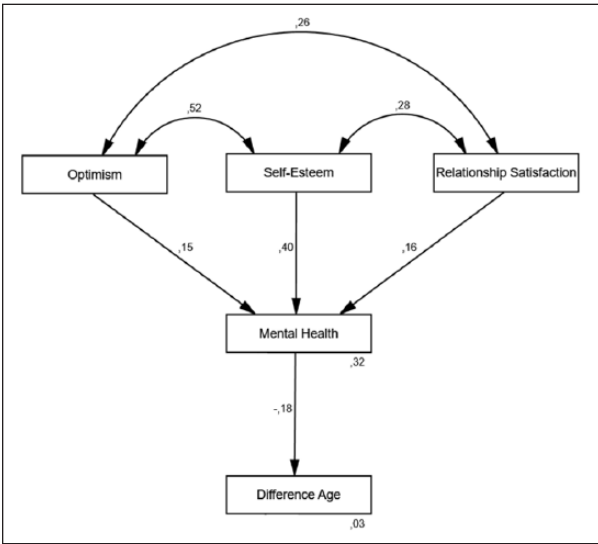 ,26
,52
,28
Optimism
Self-Esteem
Relationship Satisfaction
,15
,40
,16
Mental Health
,32
-,18
Difference Age
,03